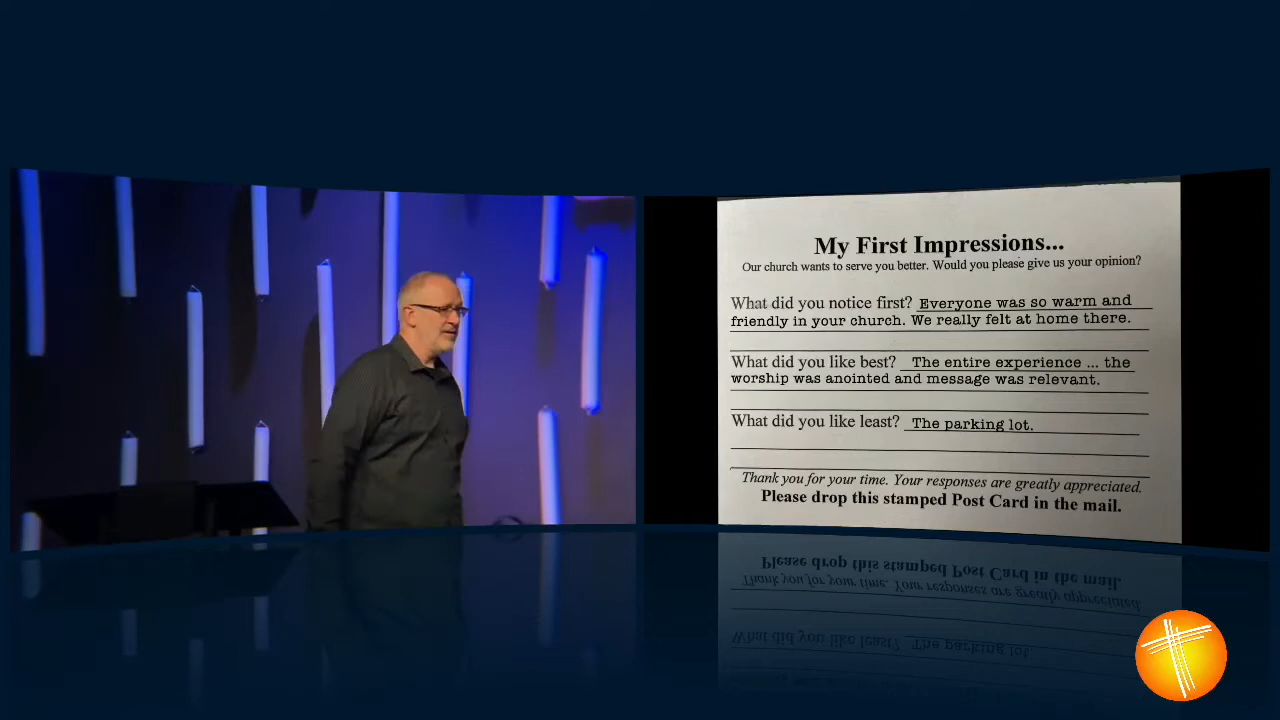 My First Impressions...
Our church wants to serve you better. Would you please give us your opinion?
What did you notice first? Everyone was so warm and
friendly in your church. We really felt at home there.
What did you like best? The entire experience ... the
worship was anointed and message was relevant.
What did you like least? The parking lot.
Thank you for your time. Your responses are greatly appreciated.
Please drop this stamped Post Card in the mail.